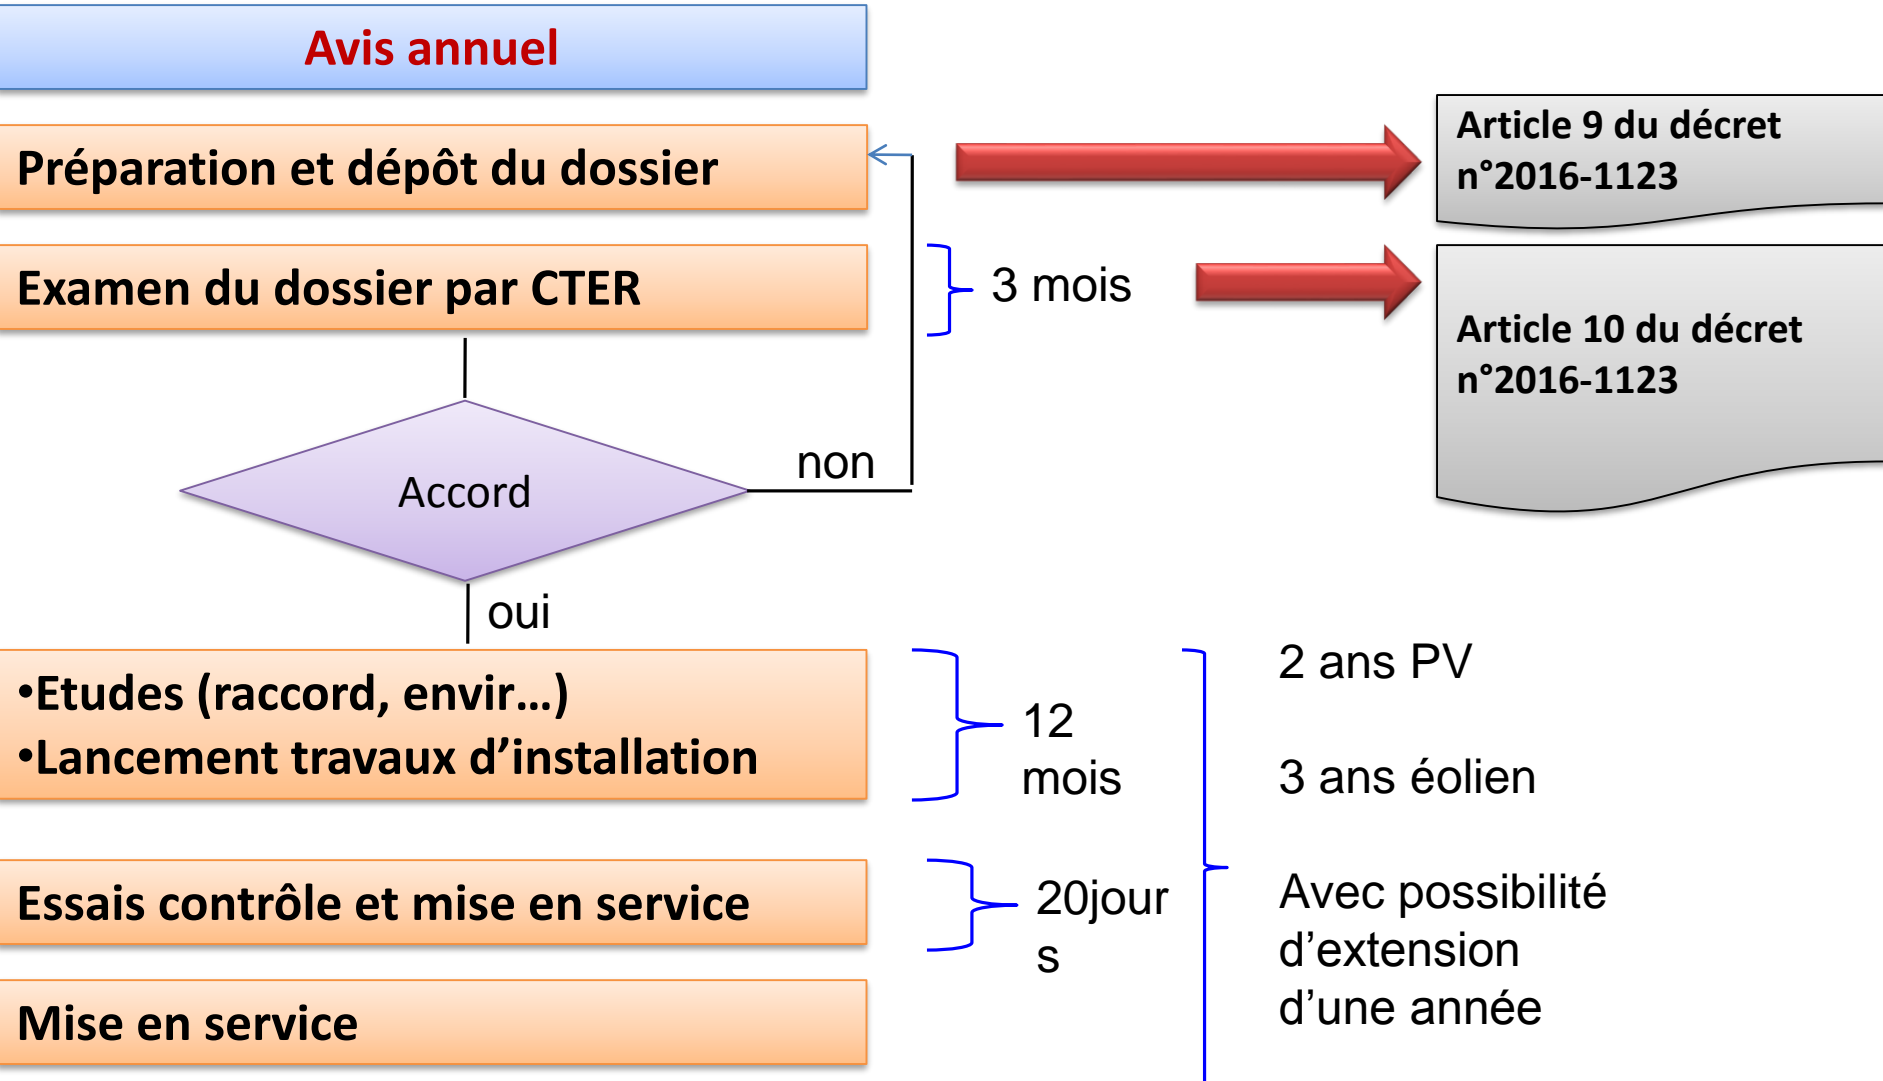 Avis annuel
Préparation et dépôt du dossier
Article 9 du décret
n°2016-1123
Examen du dossier par CTER
3 mois
Article 10 du décret
n°2016-1123
Accord
non
oui
•Etudes (raccord, envir...)
•Lancement travaux d’installation
12
mois
2 ans PV
3 ans éolien
Avec possibilité
d’extension
d’une année
Essais contrôle et mise en service
20jour
s
Mise en service